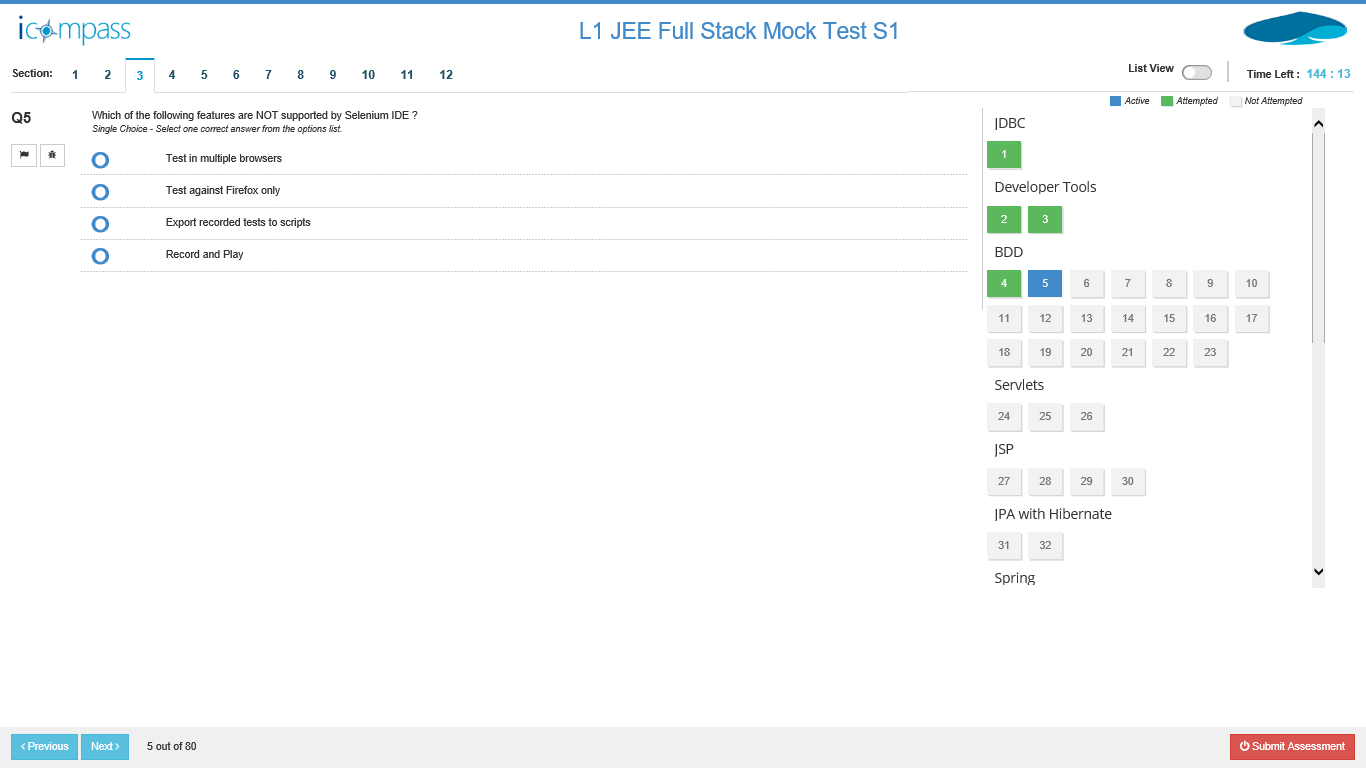 icompass
L1 JEE Full Stack Mock Test S1
Section: 1 2 3 4 5 6 7 8 9 10 11 12
List View
Time Left : 144 : 13
Active Attempted Not Attempted
Q5
Which of the following features are NOT supported by Selenium IDE ?
Single Choice - Select one correct answer from the options list.
Test in multiple browsers
Test against Firefox only
Export recorded tests to scripts
Record and Play
JDBC
1
Developer Tools
2 3
BDD
4 5 6 7 8 9 10
11 12 13 14 15 16 17
18 19 20 21 22 23
Servlets
24 25 26
JSP
27 28 29 30
JPA with Hibernate
31 32
Spring
Previous Next 5 out of 80
Submit Assessment